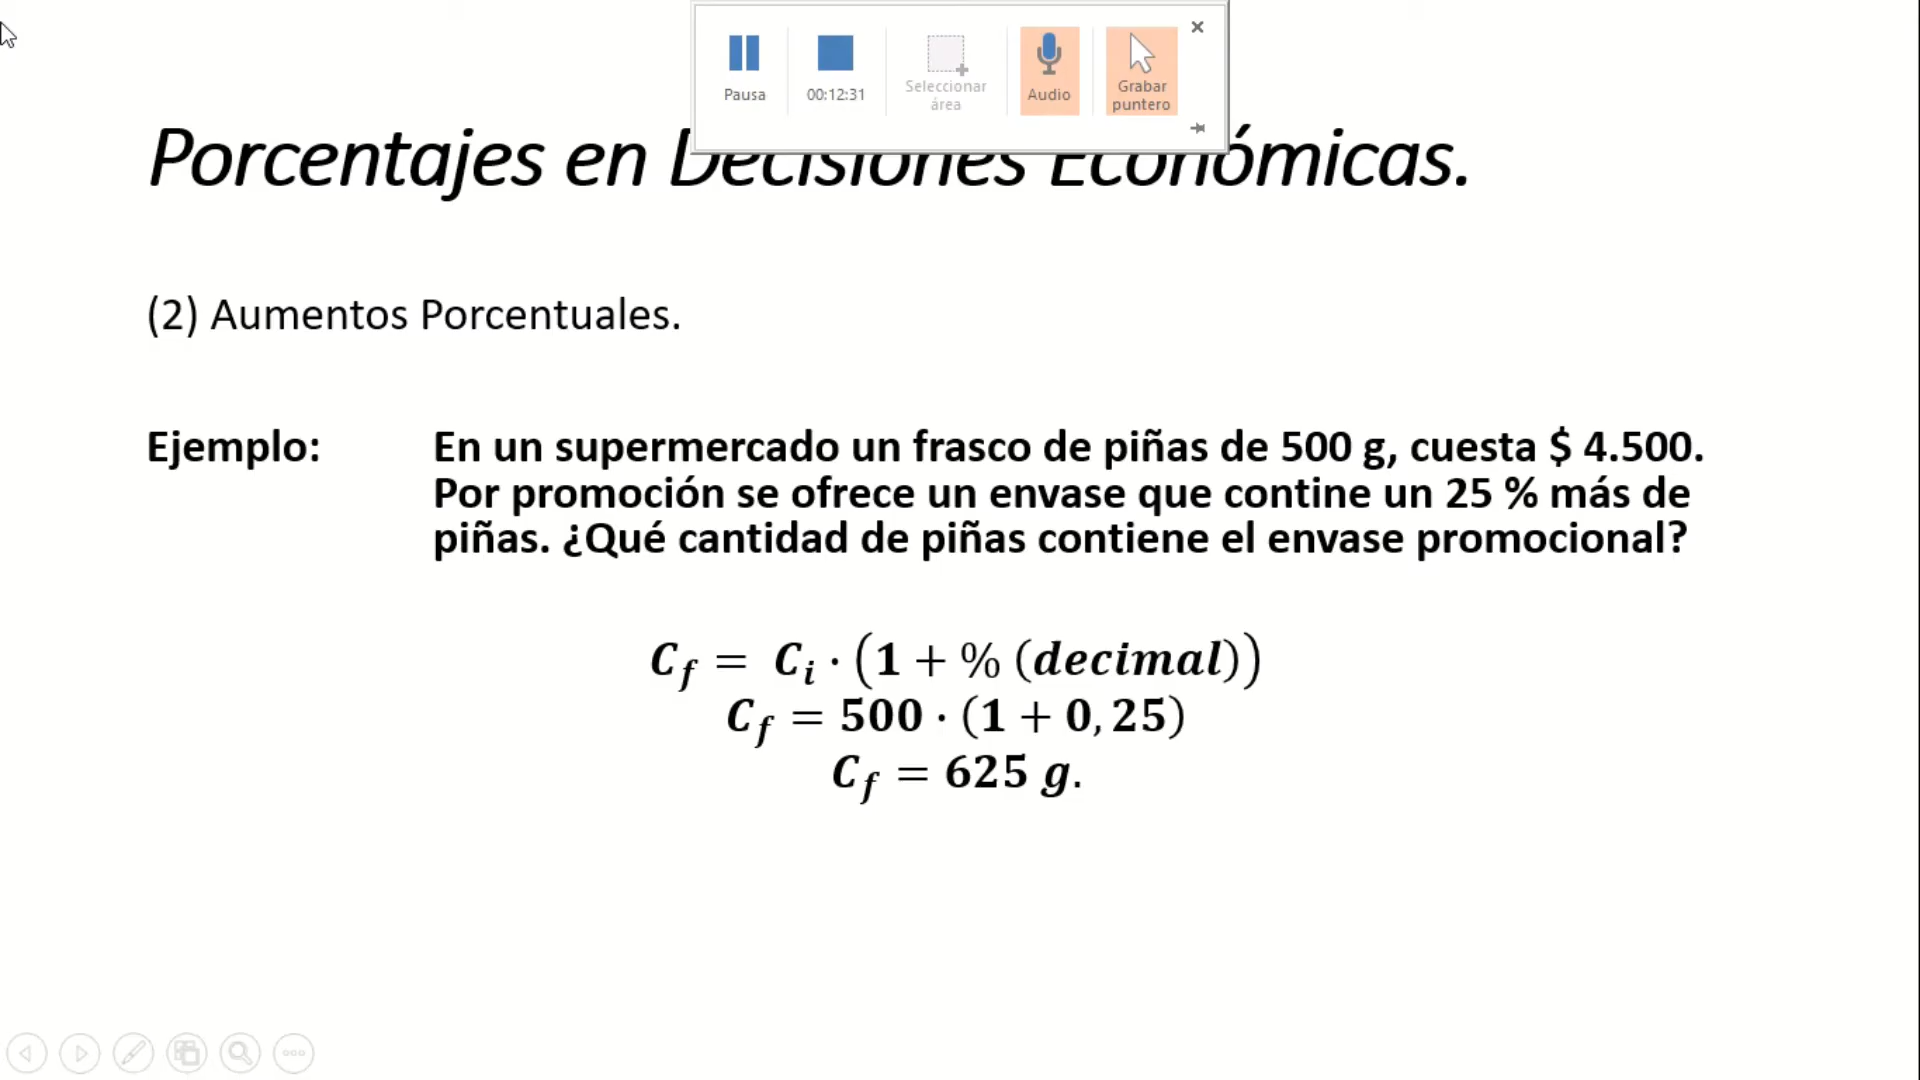 Pausa
00:12:31
Seleccionar
área
Audio
Grabar
puntero
Porcentajes en Decisiones Económicas.
(2) Aumentos Porcentuales.
Ejemplo: En un supermercado un frasco de piñas de 500 g, cuesta $ 4.500.
Por promoción se ofrece un envase que contine un 25 % más de
piñas. ¿Qué cantidad de piñas contiene el envase promocional?
C_f = C_i · (1 + % (decimal))
C_f = 500 · (1 + 0, 25)
C_f = 625 g.